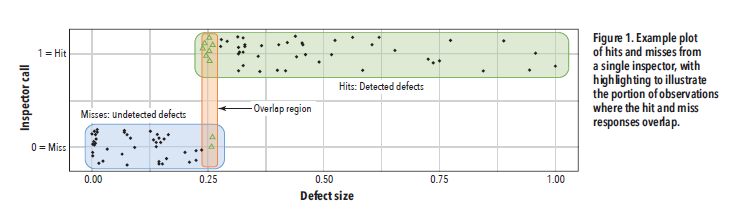 1 = Hit
0 = Miss
Inspector call
Hits: Detected defects
Overlap region
Misses: undetected defects
0.00 0.25 0.50 0.75 1.00
Defect size
Figure 1. Example plot
of hits and misses from
a single inspector, with
highlighting to illustrate
the portion of observations
where the hit and miss
responses overlap.